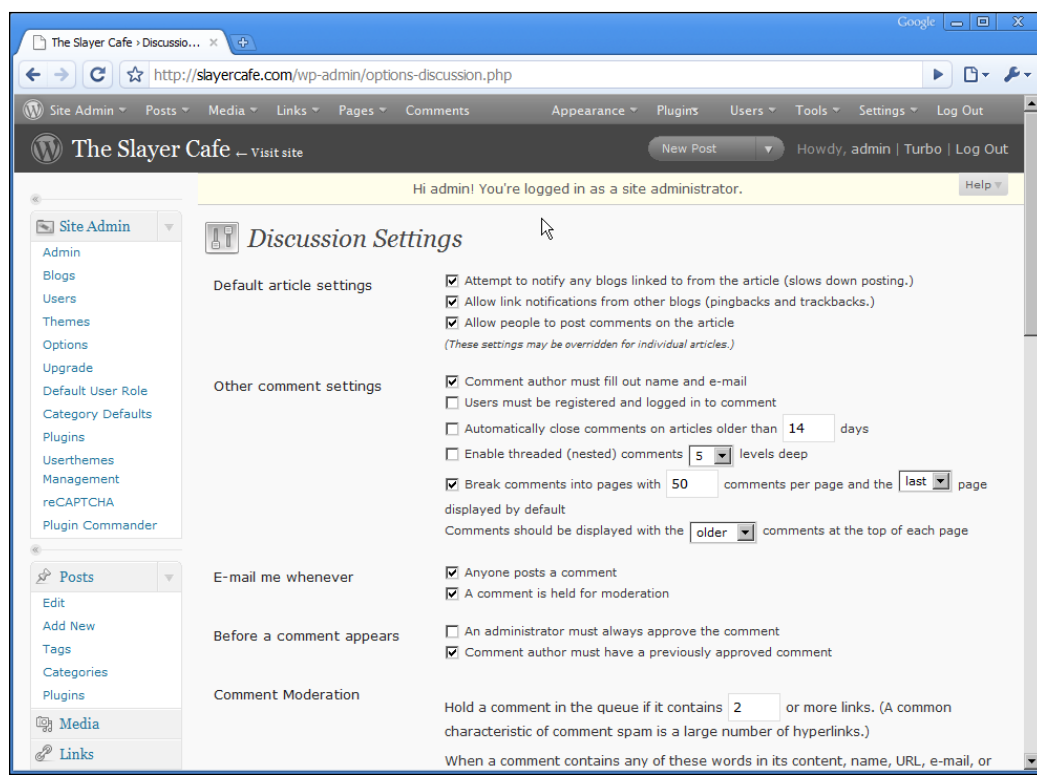 Google
The Slayer Cafe › Discussio...
http://slayercafe.com/wp-admin/options-discussion.php
Site Admin Posts Media Links Pages Comments Appearance Plugins Users Tools Settings Log Out
The Slayer Cafe ← Visit site New Post Howdy, admin | Turbo | Log Out
Hi admin! You're logged in as a site administrator. Help
Site Admin
Admin
Blogs
Users
Themes
Options
Upgrade
Default User Role
Category Defaults
Plugins
Userthemes
Management
reCAPTCHA
Plugin Commander
Posts
Edit
Add New
Tags
Categories
Plugins
Media
Links
Discussion Settings
Default article settings
Attempt to notify any blogs linked to from the article (slows down posting.)
Allow link notifications from other blogs (pingbacks and trackbacks.)
Allow people to post comments on the article
(These settings may be overridden for individual articles.)
Other comment settings
Comment author must fill out name and e-mail
Users must be registered and logged in to comment
Automatically close comments on articles older than 14 days
Enable threaded (nested) comments 5 levels deep
Break comments into pages with 50 comments per page and the last page
displayed by default
Comments should be displayed with the older comments at the top of each page
E-mail me whenever
Anyone posts a comment
A comment is held for moderation
Before a comment appears
An administrator must always approve the comment
Comment author must have a previously approved comment
Comment Moderation
Hold a comment in the queue if it contains 2 or more links. (A common
characteristic of comment spam is a large number of hyperlinks.)
When a comment contains any of these words in its content, name, URL, e-mail, or